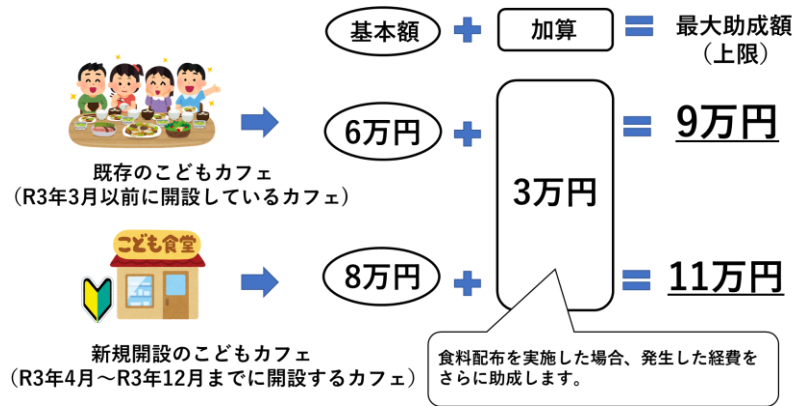 基本額 + 加算 = 最大助成額
(上限)
6万円 + 3万円 = 9万円
既存のこどもカフェ
(R3年3月以前に開設しているカフェ)
こども食堂
8万円 + = 11万円
新規開設のこどもカフェ
(R3年4月～R3年12月までに開設するカフェ)
食料配布を実施した場合、発生した経費を
さらに助成します。